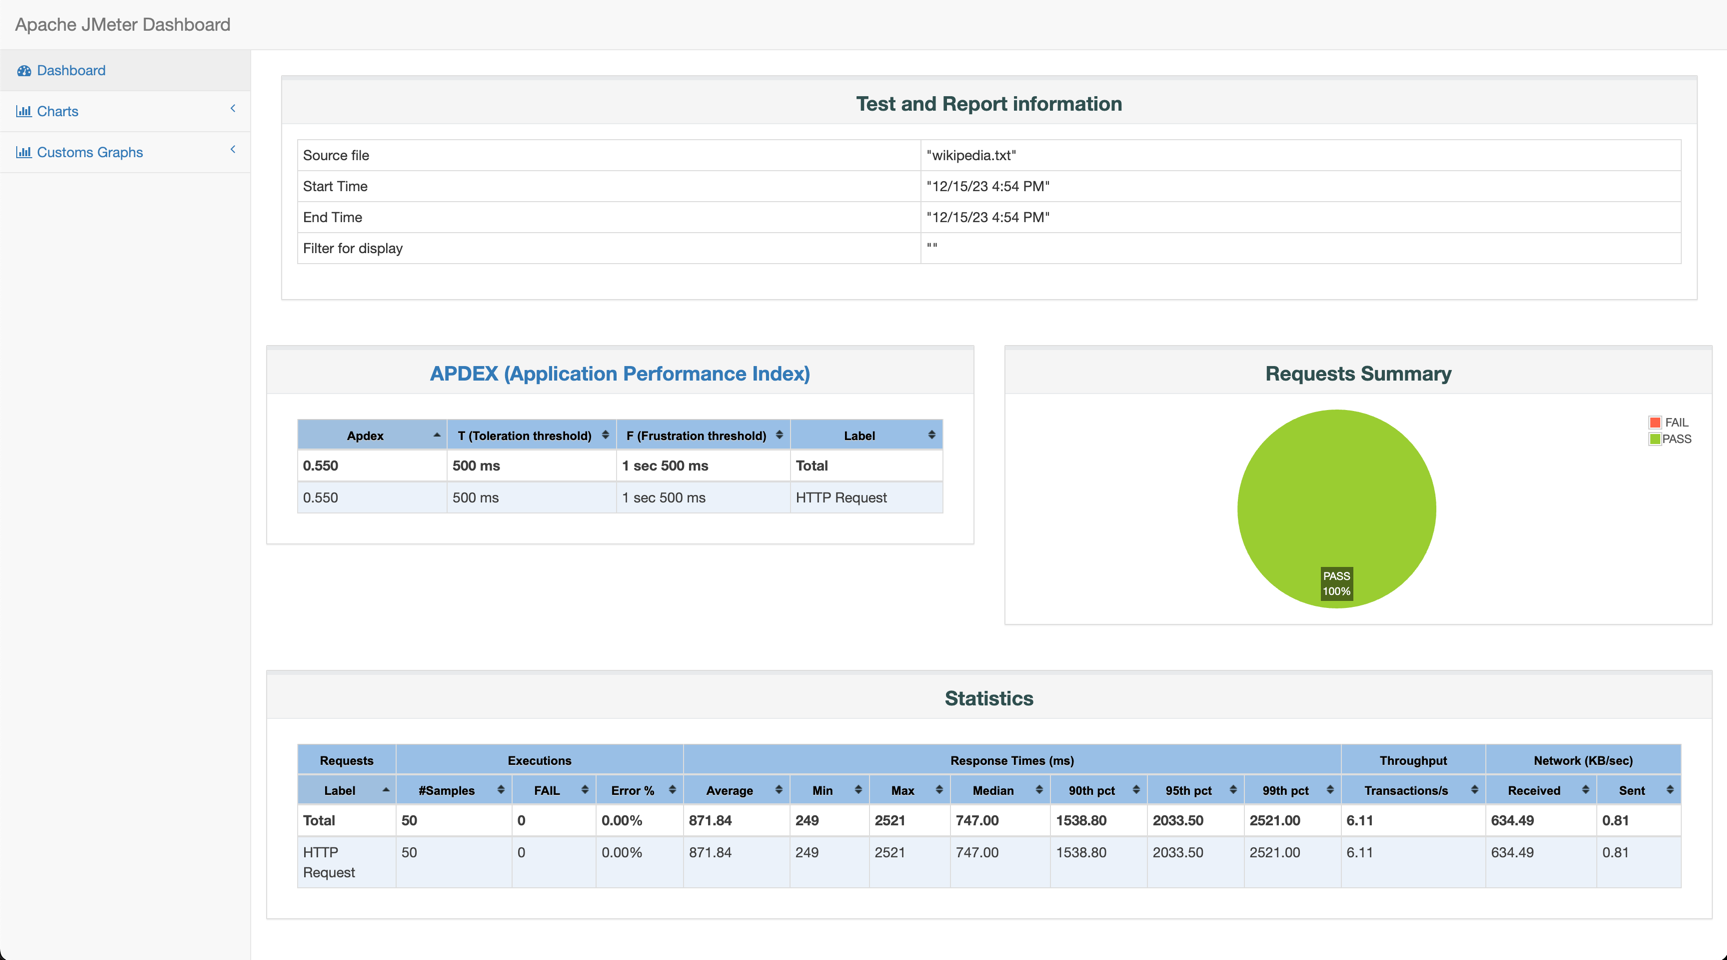 Apache JMeter Dashboard
Dashboard
Charts
Customs Graphs
Test and Report information
Source file "wikipedia.txt"
Start Time "12/15/23 4:54 PM"
End Time "12/15/23 4:54 PM"
Filter for display ""
APDEX (Application Performance Index)
Apdex T (Toleration threshold) F (Frustration threshold) Label
0.550 500 ms 1 sec 500 ms Total
0.550 500 ms 1 sec 500 ms HTTP Request
Requests Summary
FAIL
PASS
PASS
100%
Statistics
Requests Executions Response Times (ms) Throughput Network (KB/sec)
Label #Samples FAIL Error % Average Min Max Median 90th pct 95th pct 99th pct Transactions/s Received Sent
Total 50 0 0.00% 871.84 249 2521 747.00 1538.80 2033.50 2521.00 6.11 634.49 0.81
HTTP Request 50 0 0.00% 871.84 249 2521 747.00 1538.80 2033.50 2521.00 6.11 634.49 0.81